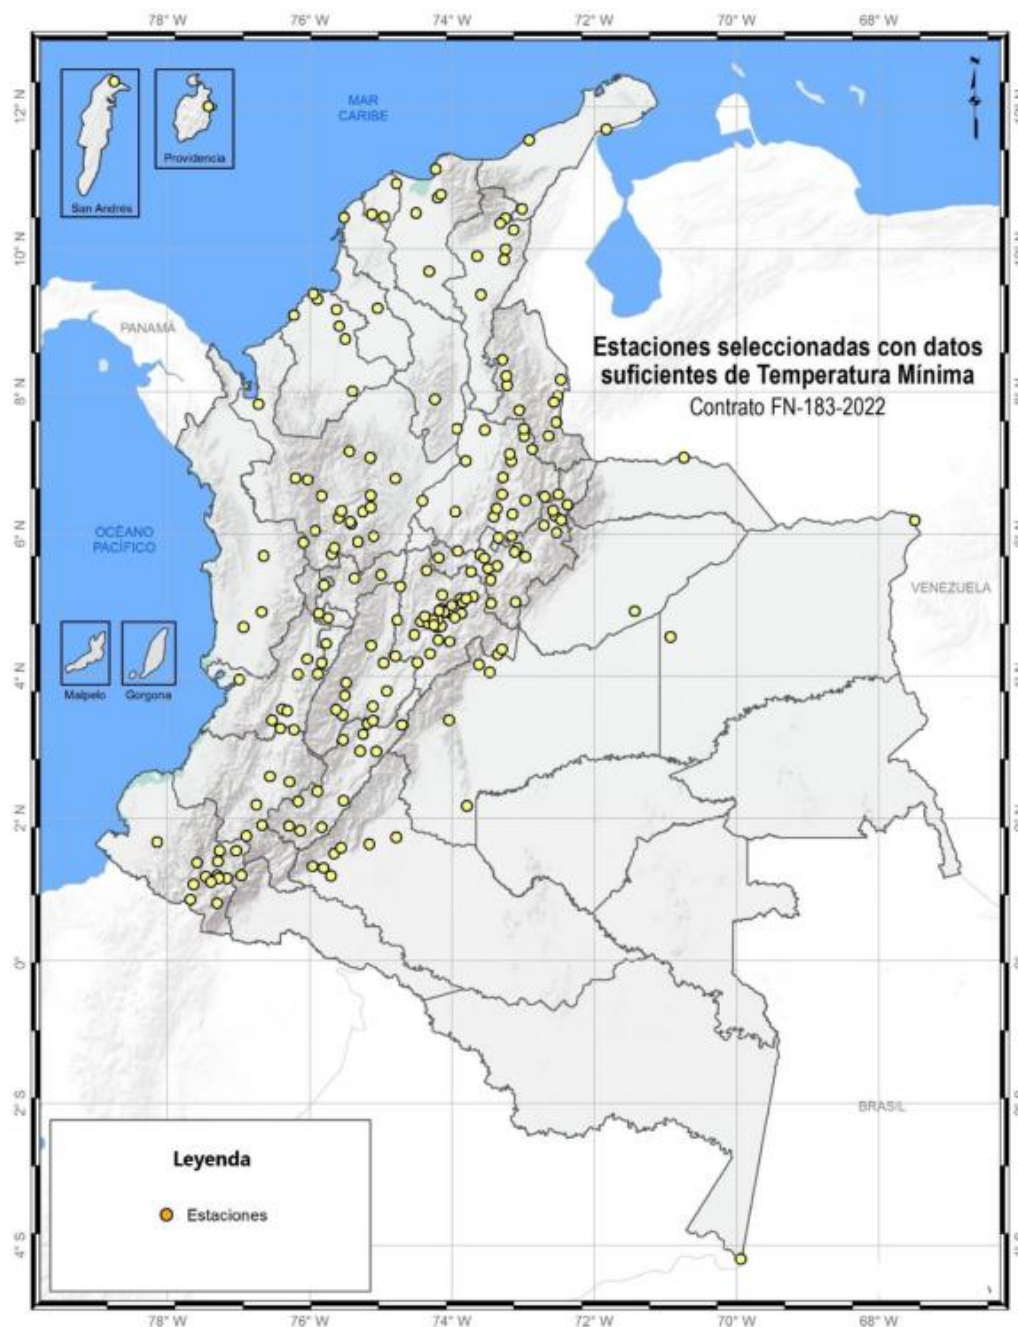 78° W 76° W 74° W 72° W 70° W 68° W
12° N
MAR
CARIBE
Providencia
San Andrés
10° N
PANAMÁ
Estaciones seleccionadas con datos
suficientes de Temperatura Mínima
Contrato FN-183-2022
8° N
OCÉANO
PACÍFICO
6° N
VENEZUELA
Malpelo Gorgona
4° N
2° N
0°
2° S
BRASIL
Leyenda
Estaciones
4° S
78° W 76° W 74° W 72° W 70° W 68° W